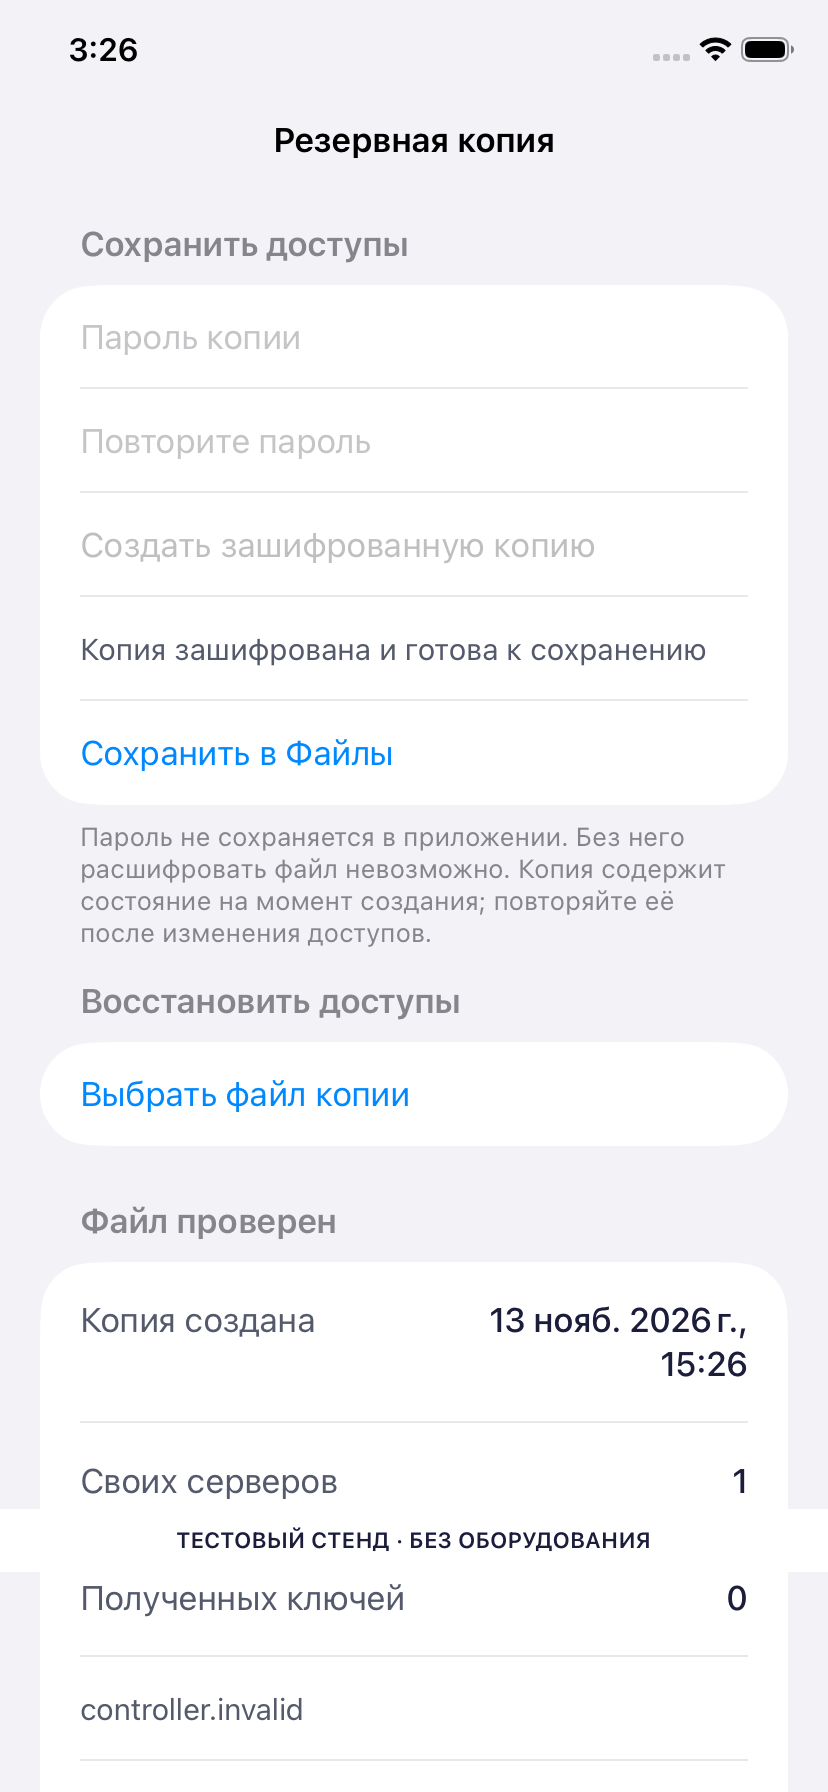 3:26
Резервная копия
Сохранить доступы
Пароль копии
Повторите пароль
Создать зашифрованную копию
Копия зашифрована и готова к сохранению
Сохранить в Файлы
Пароль не сохраняется в приложении. Без него
расшифровать файл невозможно. Копия содержит
состояние на момент создания; повторяйте её
после изменения доступов.
Восстановить доступы
Выбрать файл копии
Файл проверен
Копия создана 13 нояб. 2026 г.,
15:26
Своих серверов 1
ТЕСТОВЫЙ СТЕНД · БЕЗ ОБОРУДОВАНИЯ
Полученных ключей 0
controller.invalid